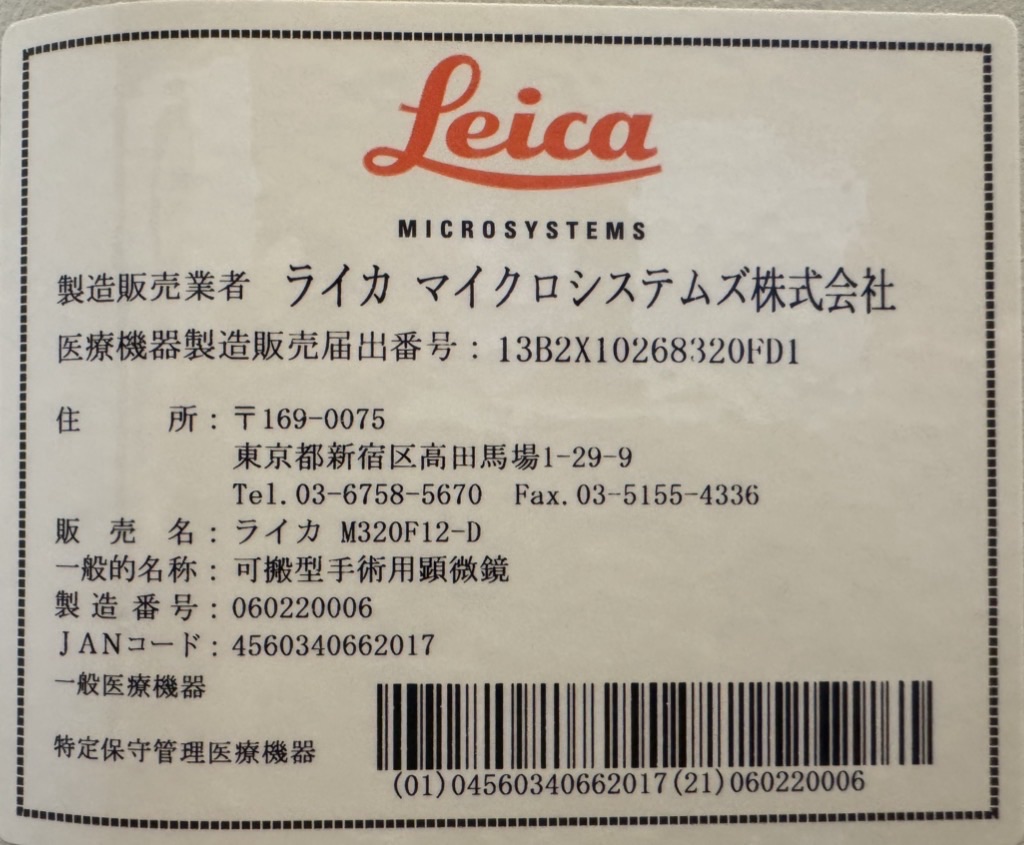 Leica
MICROSYSTEMS
製造販売業者 ライカ マイクロシステムズ株式会社
医療機器製造販売届出番号：13B2X10268320FD1
住所：〒169-0075
東京都新宿区高田馬場1-29-9
Tel.03-6758-5670 Fax.03-5155-4336
販売名：ライカ M320F12-D
一般的名称：可搬型手術用顕微鏡
製造番号：060220006
JANコード：4560340662017
一般医療機器
特定保守管理医療機器
(01)04560340662017(21)060220006